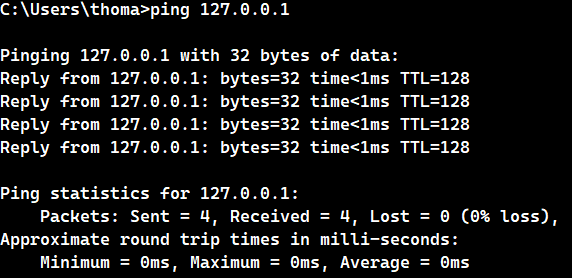 C:\Users\thoma>ping 127.0.0.1
Pinging 127.0.0.1 with 32 bytes of data:
Reply from 127.0.0.1: bytes=32 time<1ms TTL=128
Reply from 127.0.0.1: bytes=32 time<1ms TTL=128
Reply from 127.0.0.1: bytes=32 time<1ms TTL=128
Reply from 127.0.0.1: bytes=32 time<1ms TTL=128
Ping statistics for 127.0.0.1:
    Packets: Sent = 4, Received = 4, Lost = 0 (0% loss),
Approximate round trip times in milli-seconds:
    Minimum = 0ms, Maximum = 0ms, Average = 0ms